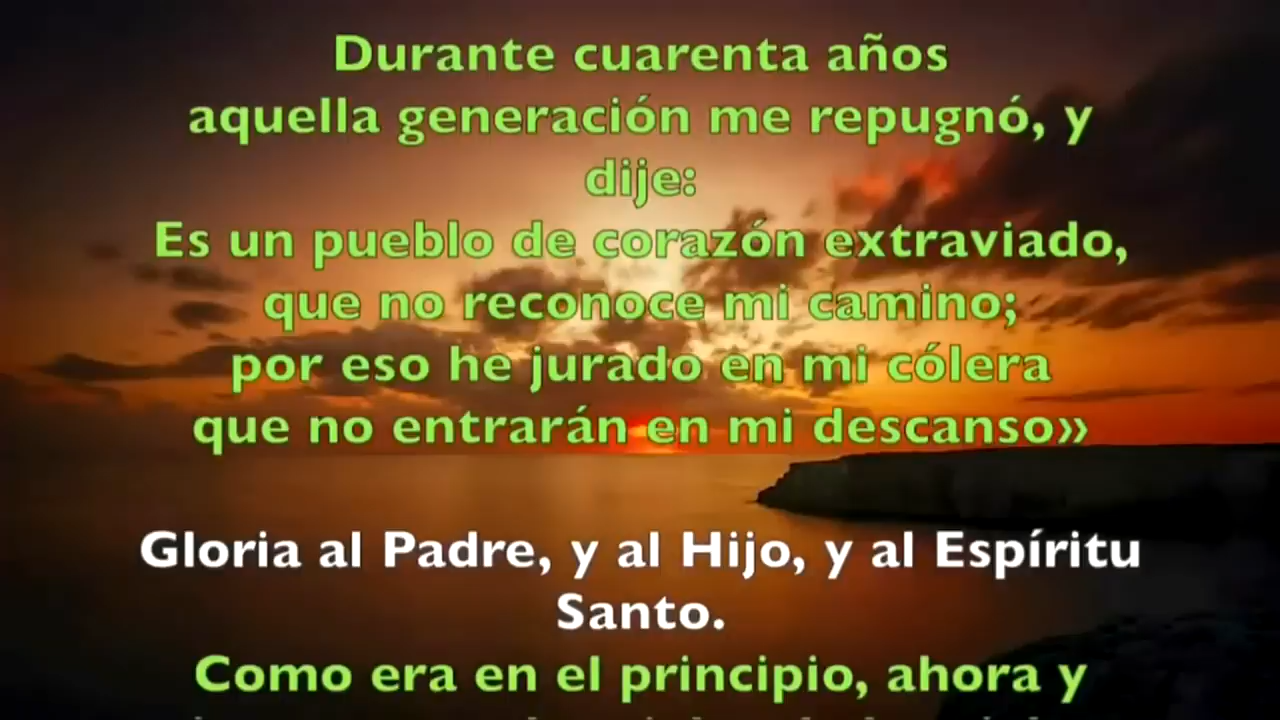 Durante cuarenta años
aquella generación me repugnó, y
dije:
Es un pueblo de corazón extraviado,
que no reconoce mi camino;
por eso he jurado en mi cólera
que no entrarán en mi descanso»
Gloria al Padre, y al Hijo, y al Espíritu
Santo.
Como era en el principio, ahora y